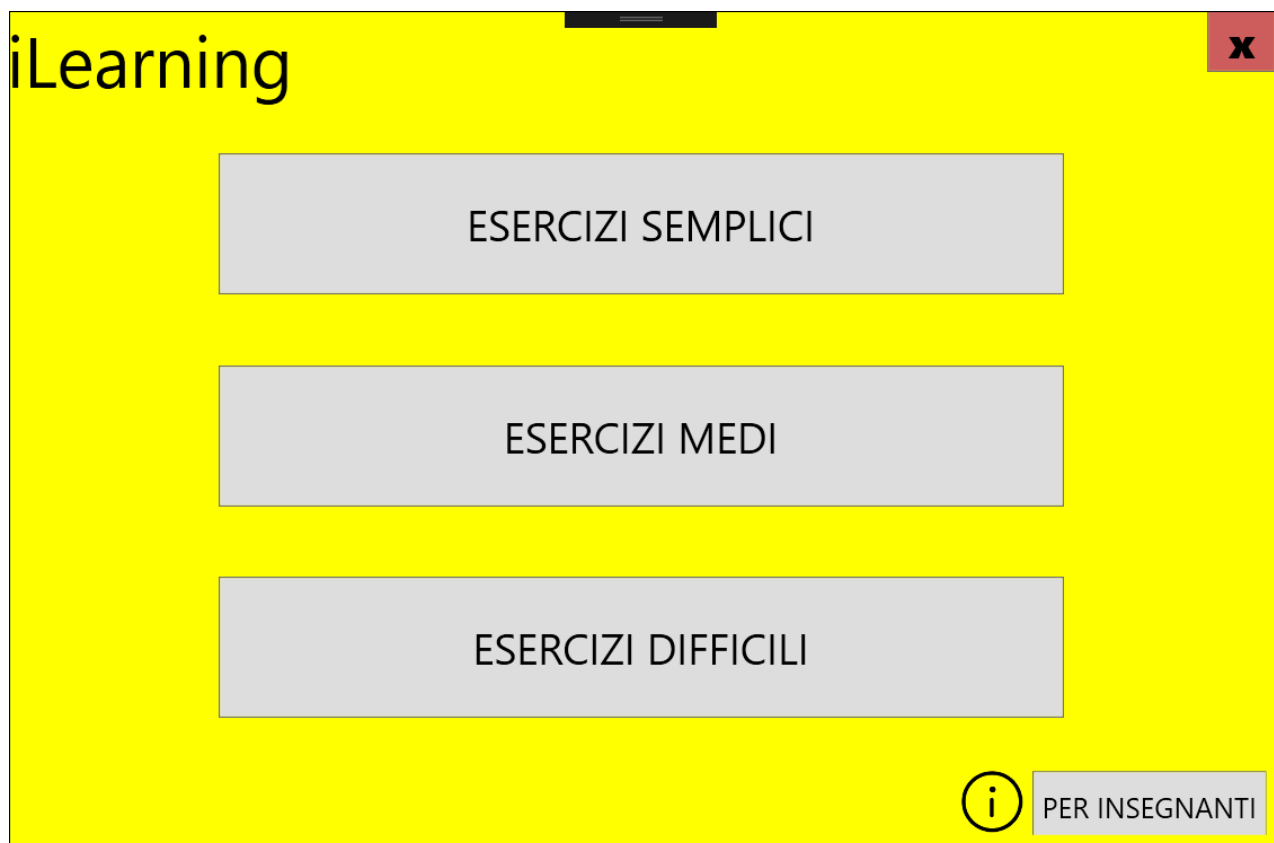 iLearning
x
ESERCIZI SEMPLICI
ESERCIZI MEDI
ESERCIZI DIFFICILI
i
PER INSEGNANTI